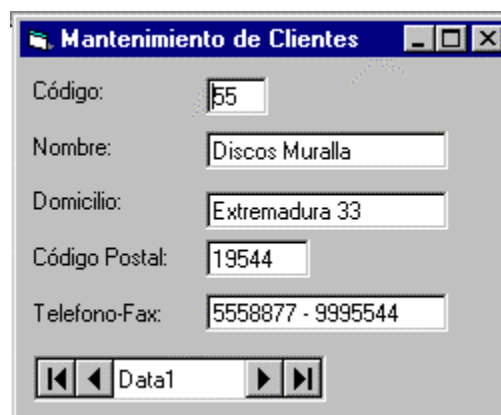 Mantenimiento de Clientes
Código: 55
Nombre: Discos Muralla
Domicilio: Extremadura 33
Código Postal: 19544
Telefono-Fax: 5558877 - 9995544
Data1